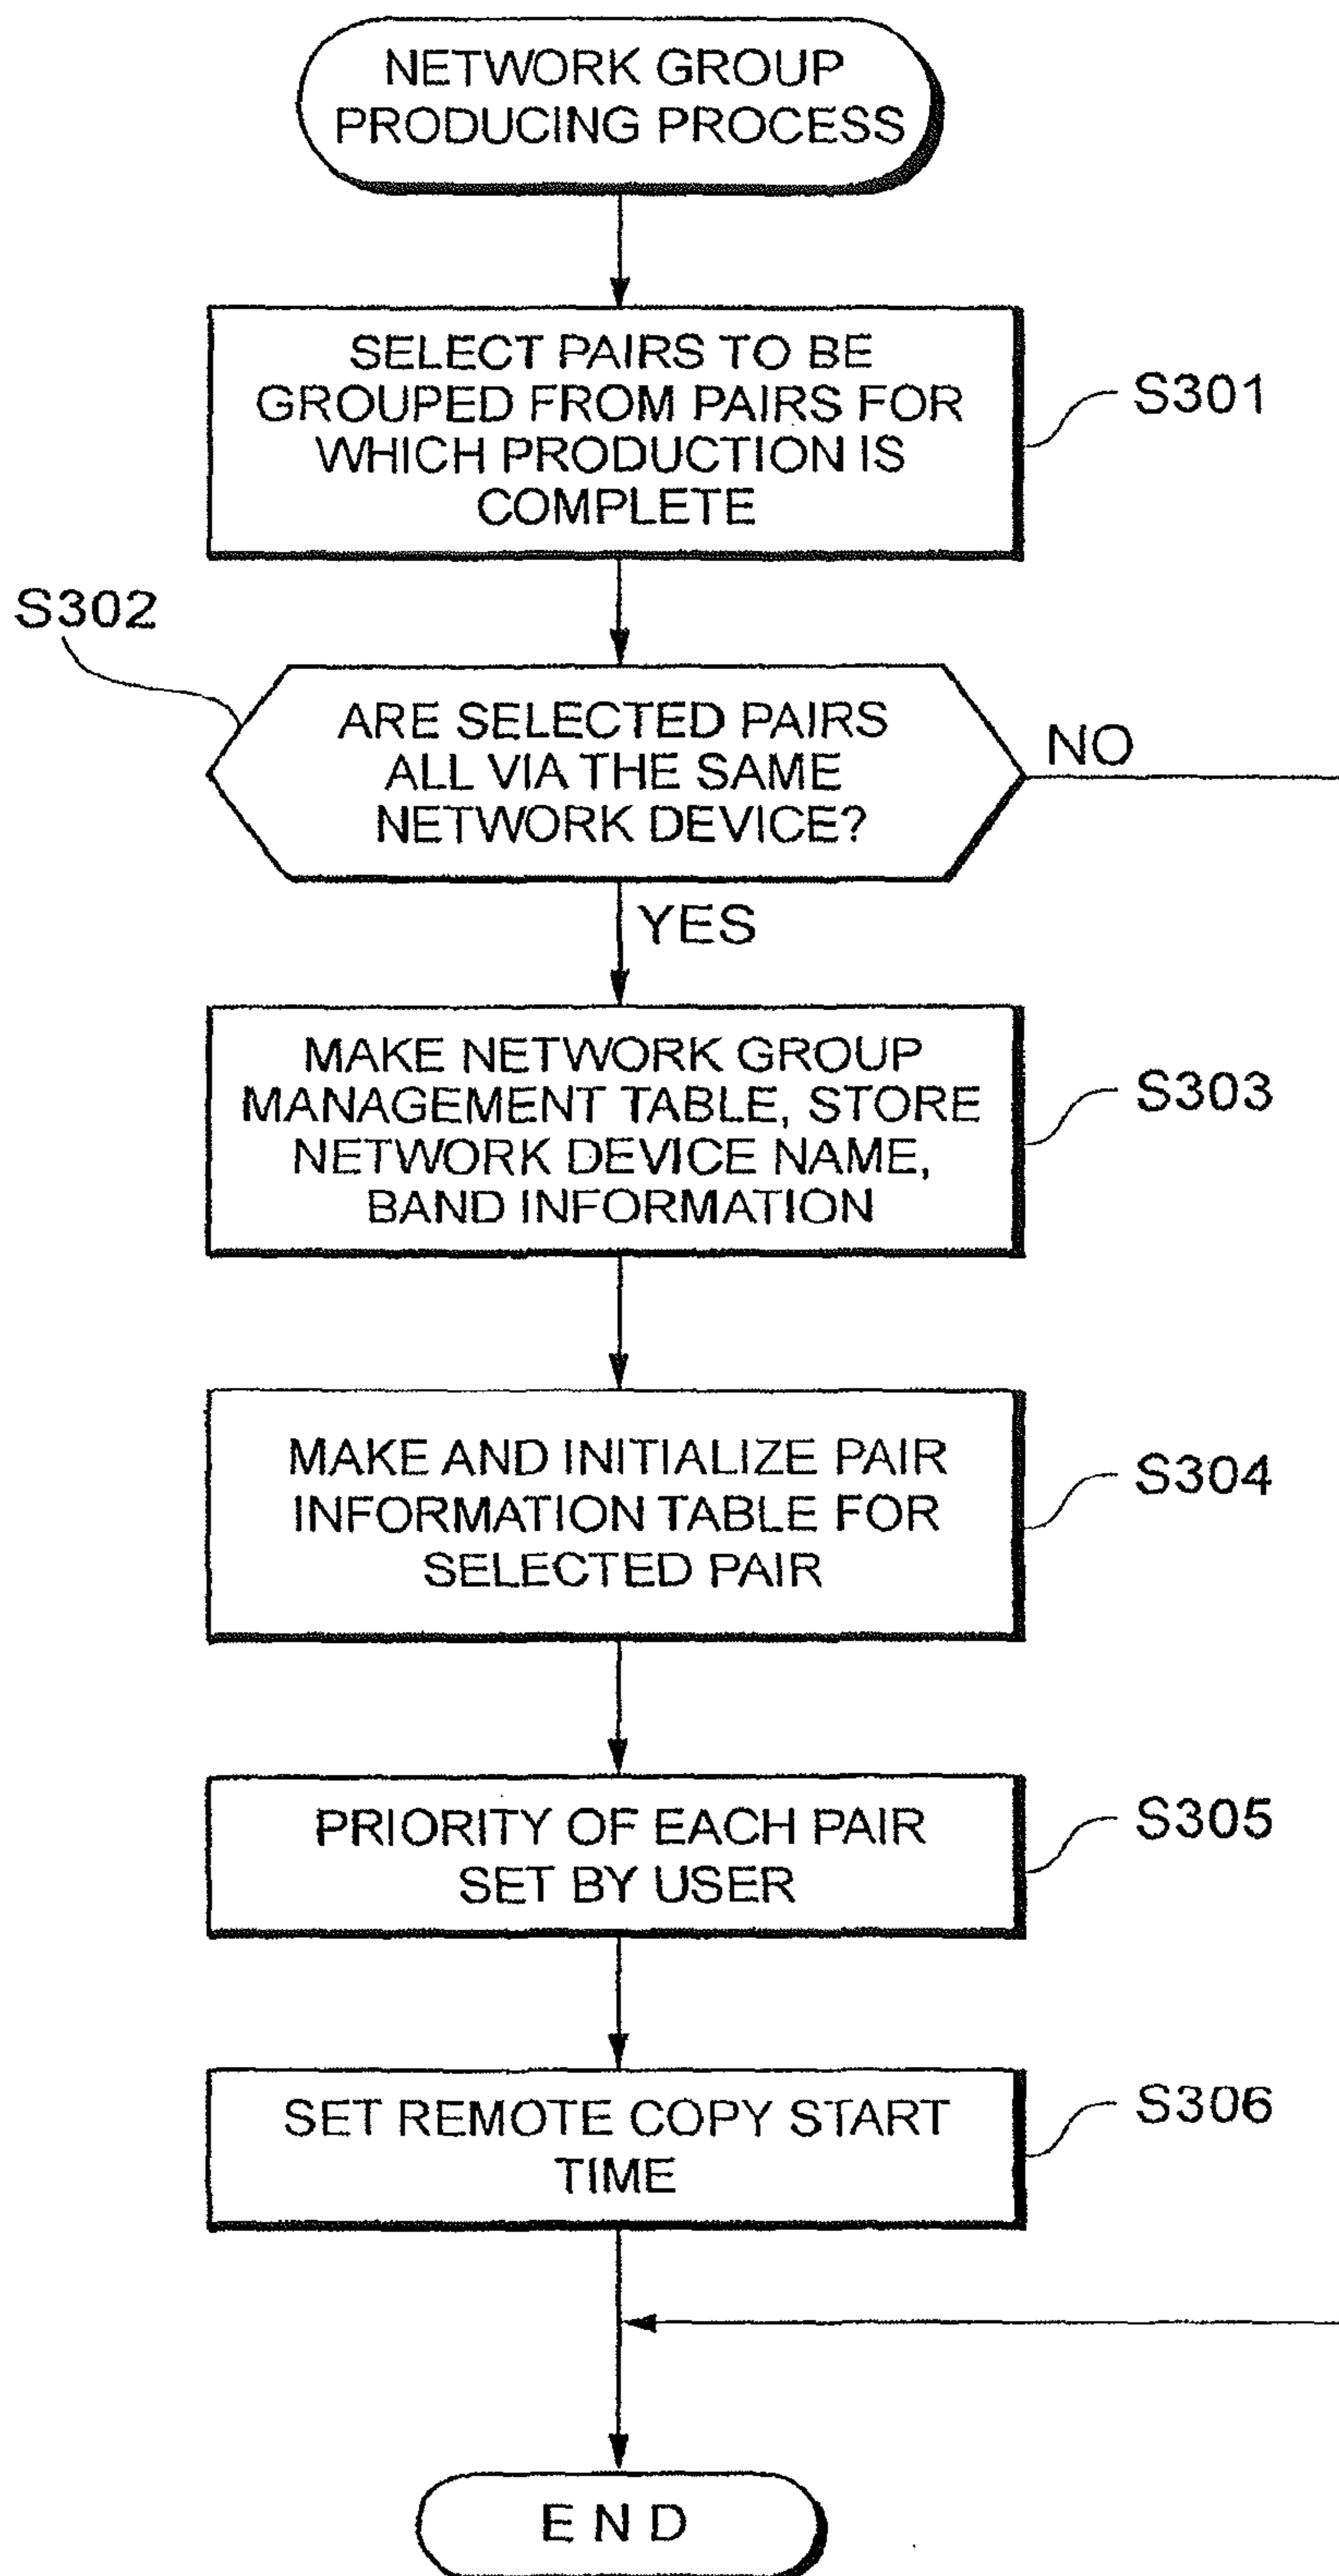 NETWORK GROUP
PRODUCING PROCESS
SELECT PAIRS TO BE
GROUPED FROM PAIRS FOR
WHICH PRODUCTION IS
COMPLETE
S301
S302
ARE SELECTED PAIRS
ALL VIA THE SAME
NETWORK DEVICE?
NO
YES
MAKE NETWORK GROUP
MANAGEMENT TABLE, STORE
NETWORK DEVICE NAME,
BAND INFORMATION
S303
MAKE AND INITIALIZE PAIR
INFORMATION TABLE FOR
SELECTED PAIR
S304
PRIORITY OF EACH PAIR
SET BY USER
S305
SET REMOTE COPY START
TIME
S306
END